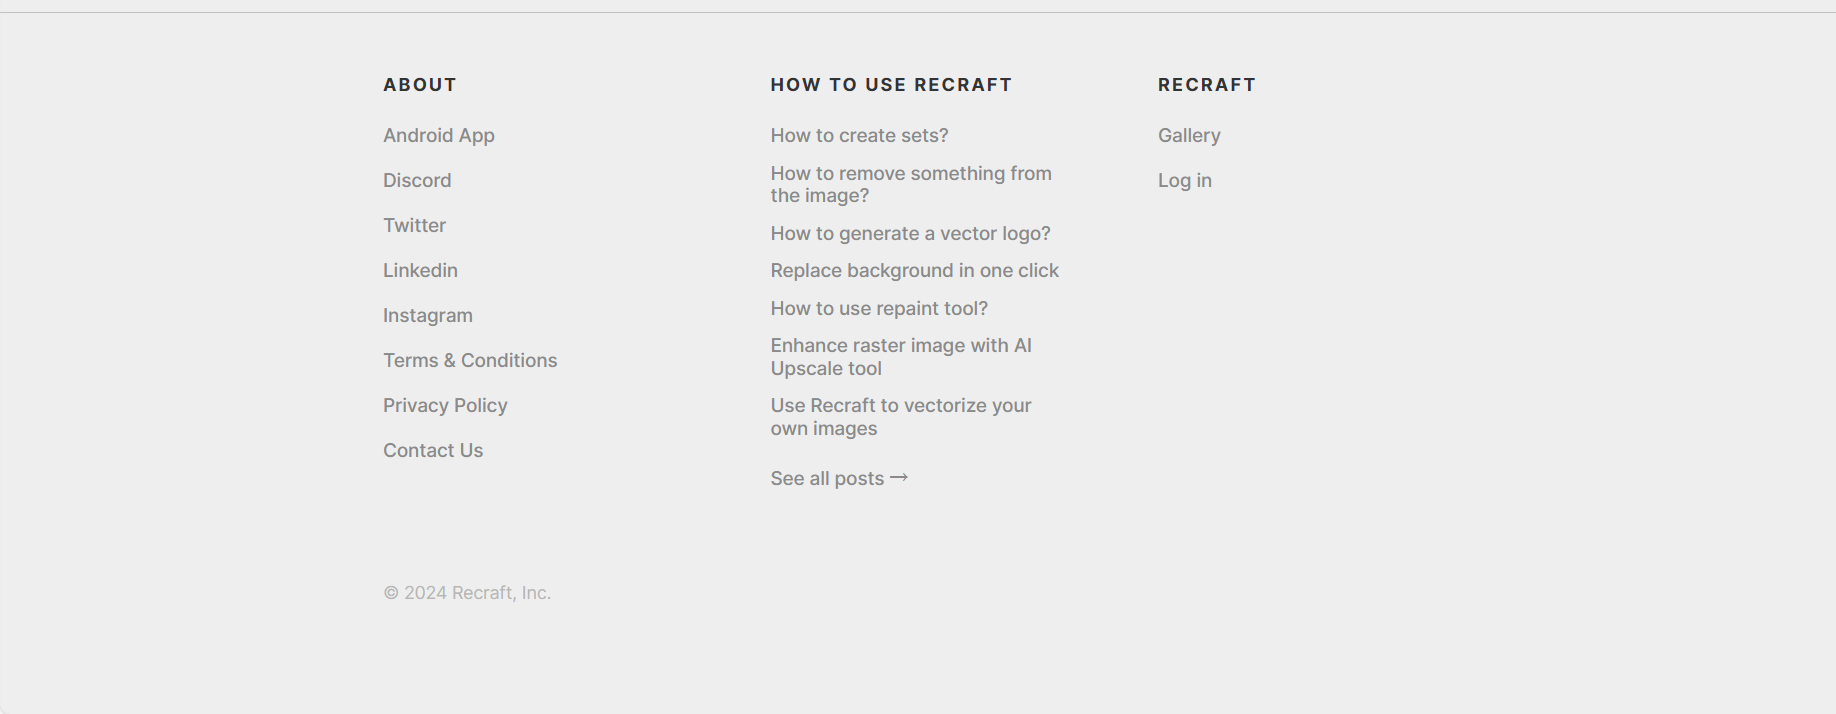 ABOUT
Android App
Discord
Twitter
Linkedin
Instagram
Terms & Conditions
Privacy Policy
Contact Us
HOW TO USE RECRAFT
How to create sets?
How to remove something from
the image?
How to generate a vector logo?
Replace background in one click
How to use repaint tool?
Enhance raster image with AI
Upscale tool
Use Recraft to vectorize your
own images
See all posts →
RECRAFT
Gallery
Log in
© 2024 Recraft, Inc.